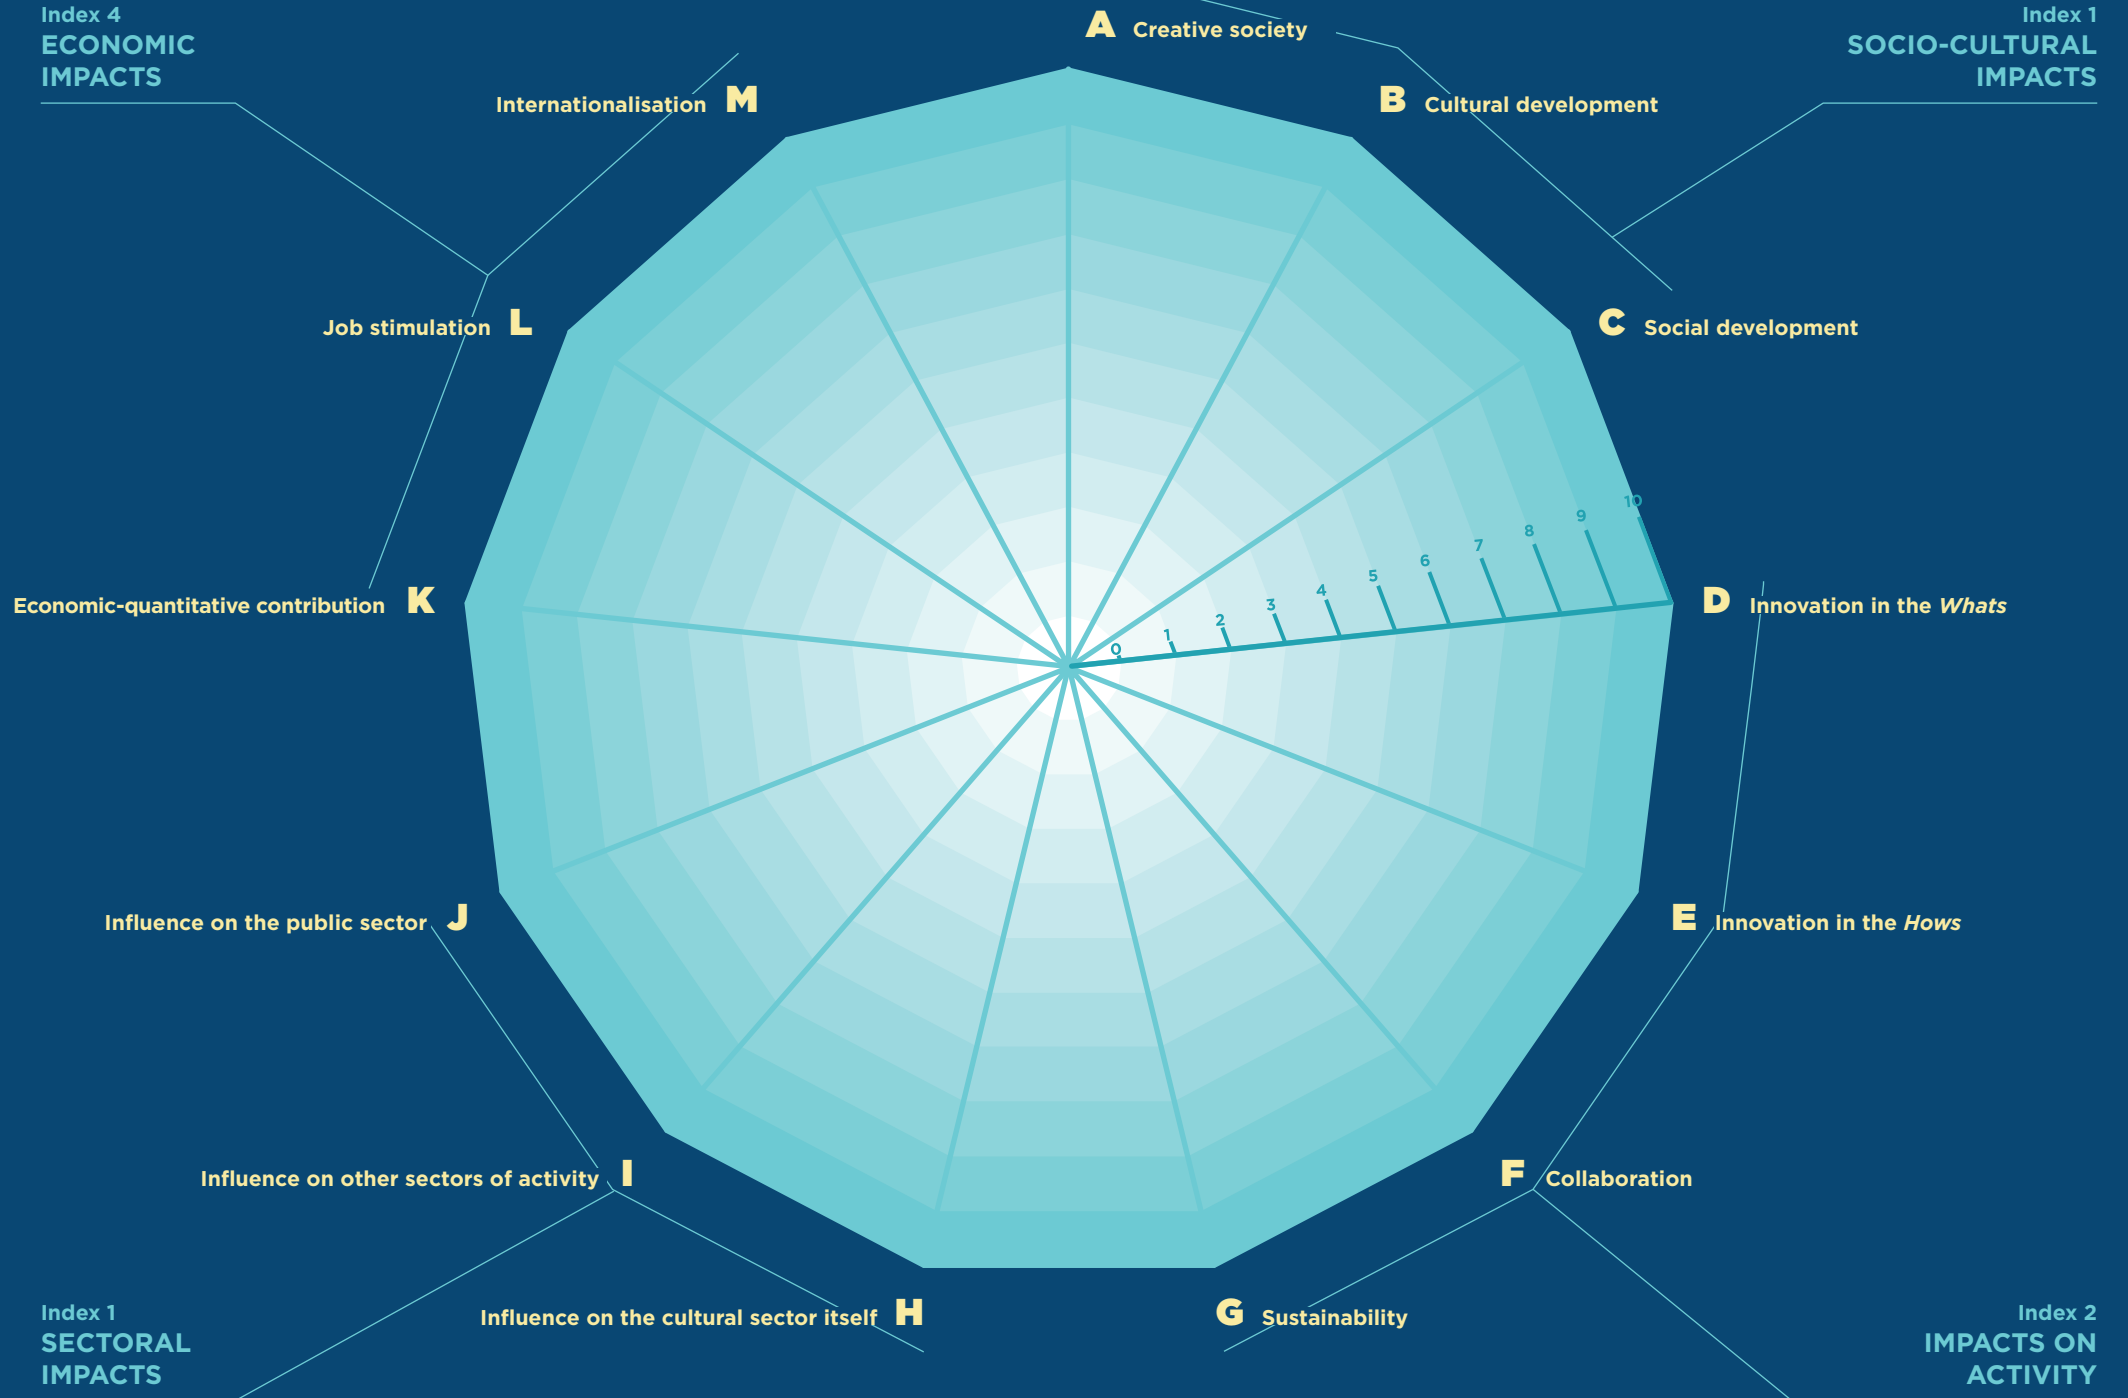 Index 4
ECONOMIC
IMPACTS
Index 1
SOCIO-CULTURAL
IMPACTS
A Creative society
B Cultural development
C Social development
10
9
8
7
6
5
4
3
2
1
0
D Innovation in the Whats
E Innovation in the Hows
F Collaboration
G Sustainability
Influence on the cultural sector itself H
Influence on other sectors of activity I
Influence on the public sector J
Economic-quantitative contribution K
Job stimulation L
Internationalisation M
Index 1
SECTORAL
IMPACTS
Index 2
IMPACTS ON
ACTIVITY